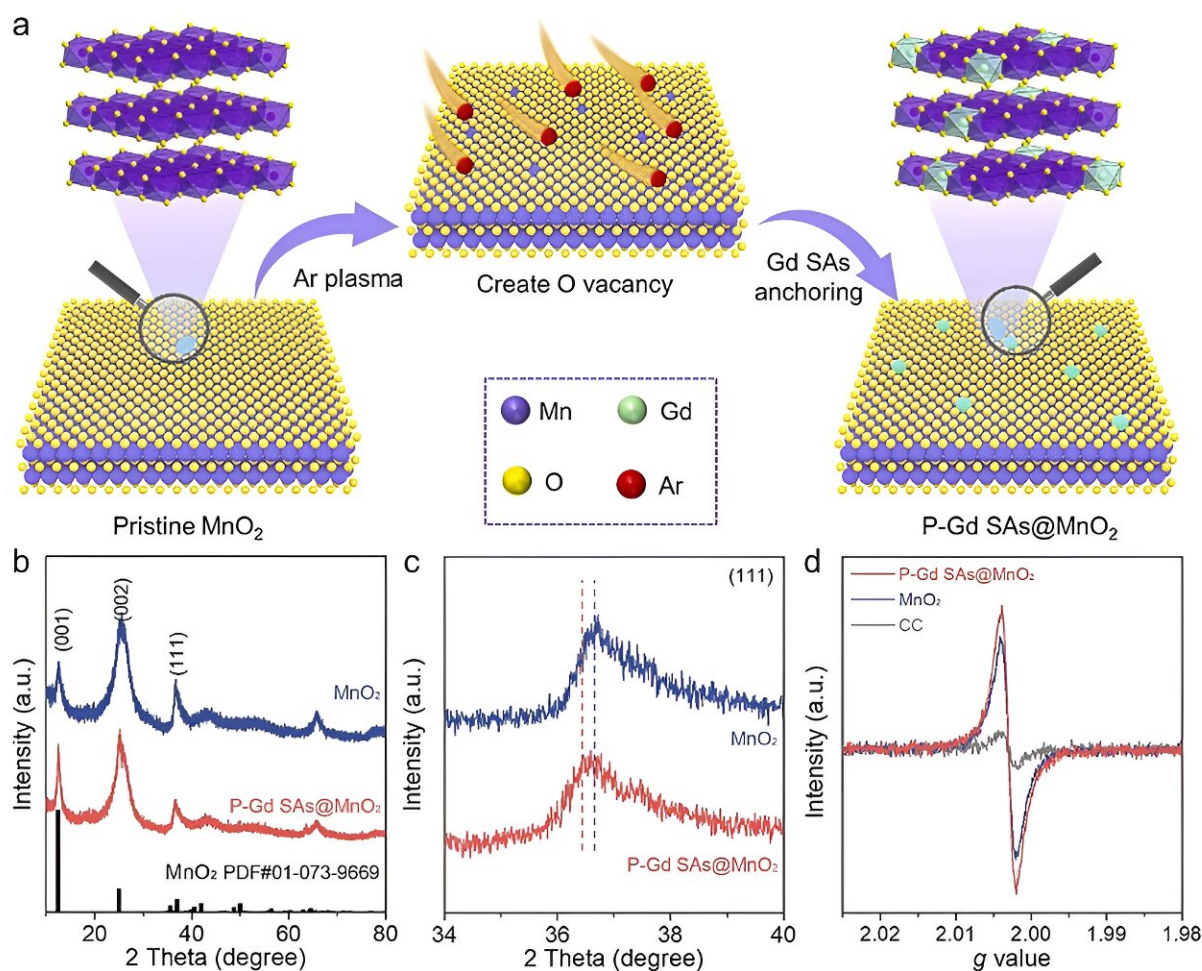 a
Ar plasma
Create O vacancy
Gd SAs
anchoring
Mn
Gd
O
Ar
Pristine MnO₂
P-Gd SAs@MnO₂
b
Intensity (a.u.)
(001)
(002)
(111)
MnO₂
P-Gd SAs@MnO₂
MnO₂ PDF#01-073-9669
20
40
60
80
2 Theta (degree)
c
Intensity (a.u.)
(111)
MnO₂
P-Gd SAs@MnO₂
34
36
38
40
2 Theta (degree)
d
Intensity (a.u.)
P-Gd SAs@MnO₂
MnO₂
CC
2.02
2.01
2.00
1.99
1.98
g value